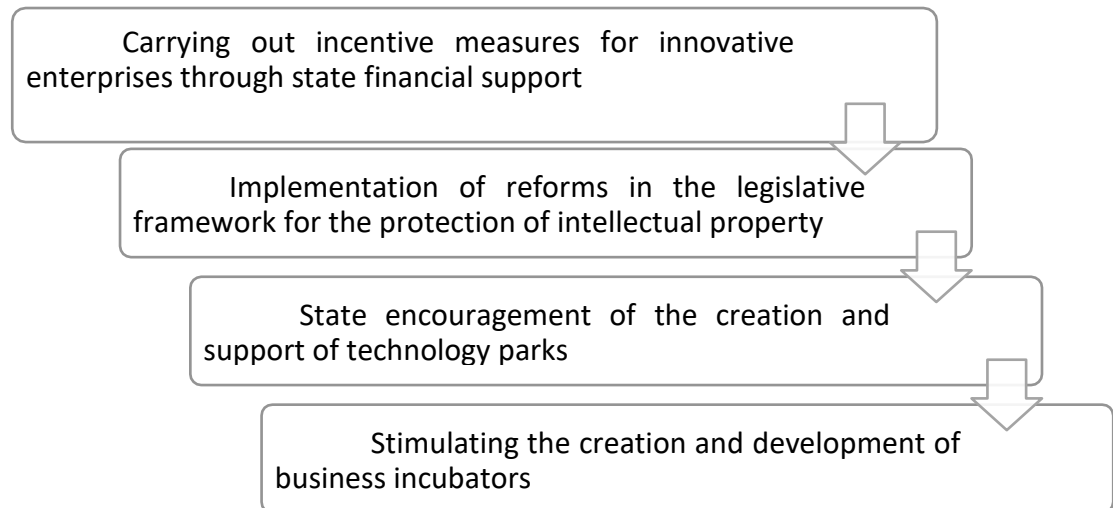 Carrying out incentive measures for innovative
enterprises through state financial support
Implementation of reforms in the legislative
framework for the protection of intellectual property
State encouragement of the creation and
support of technology parks
Stimulating the creation and development of
business incubators